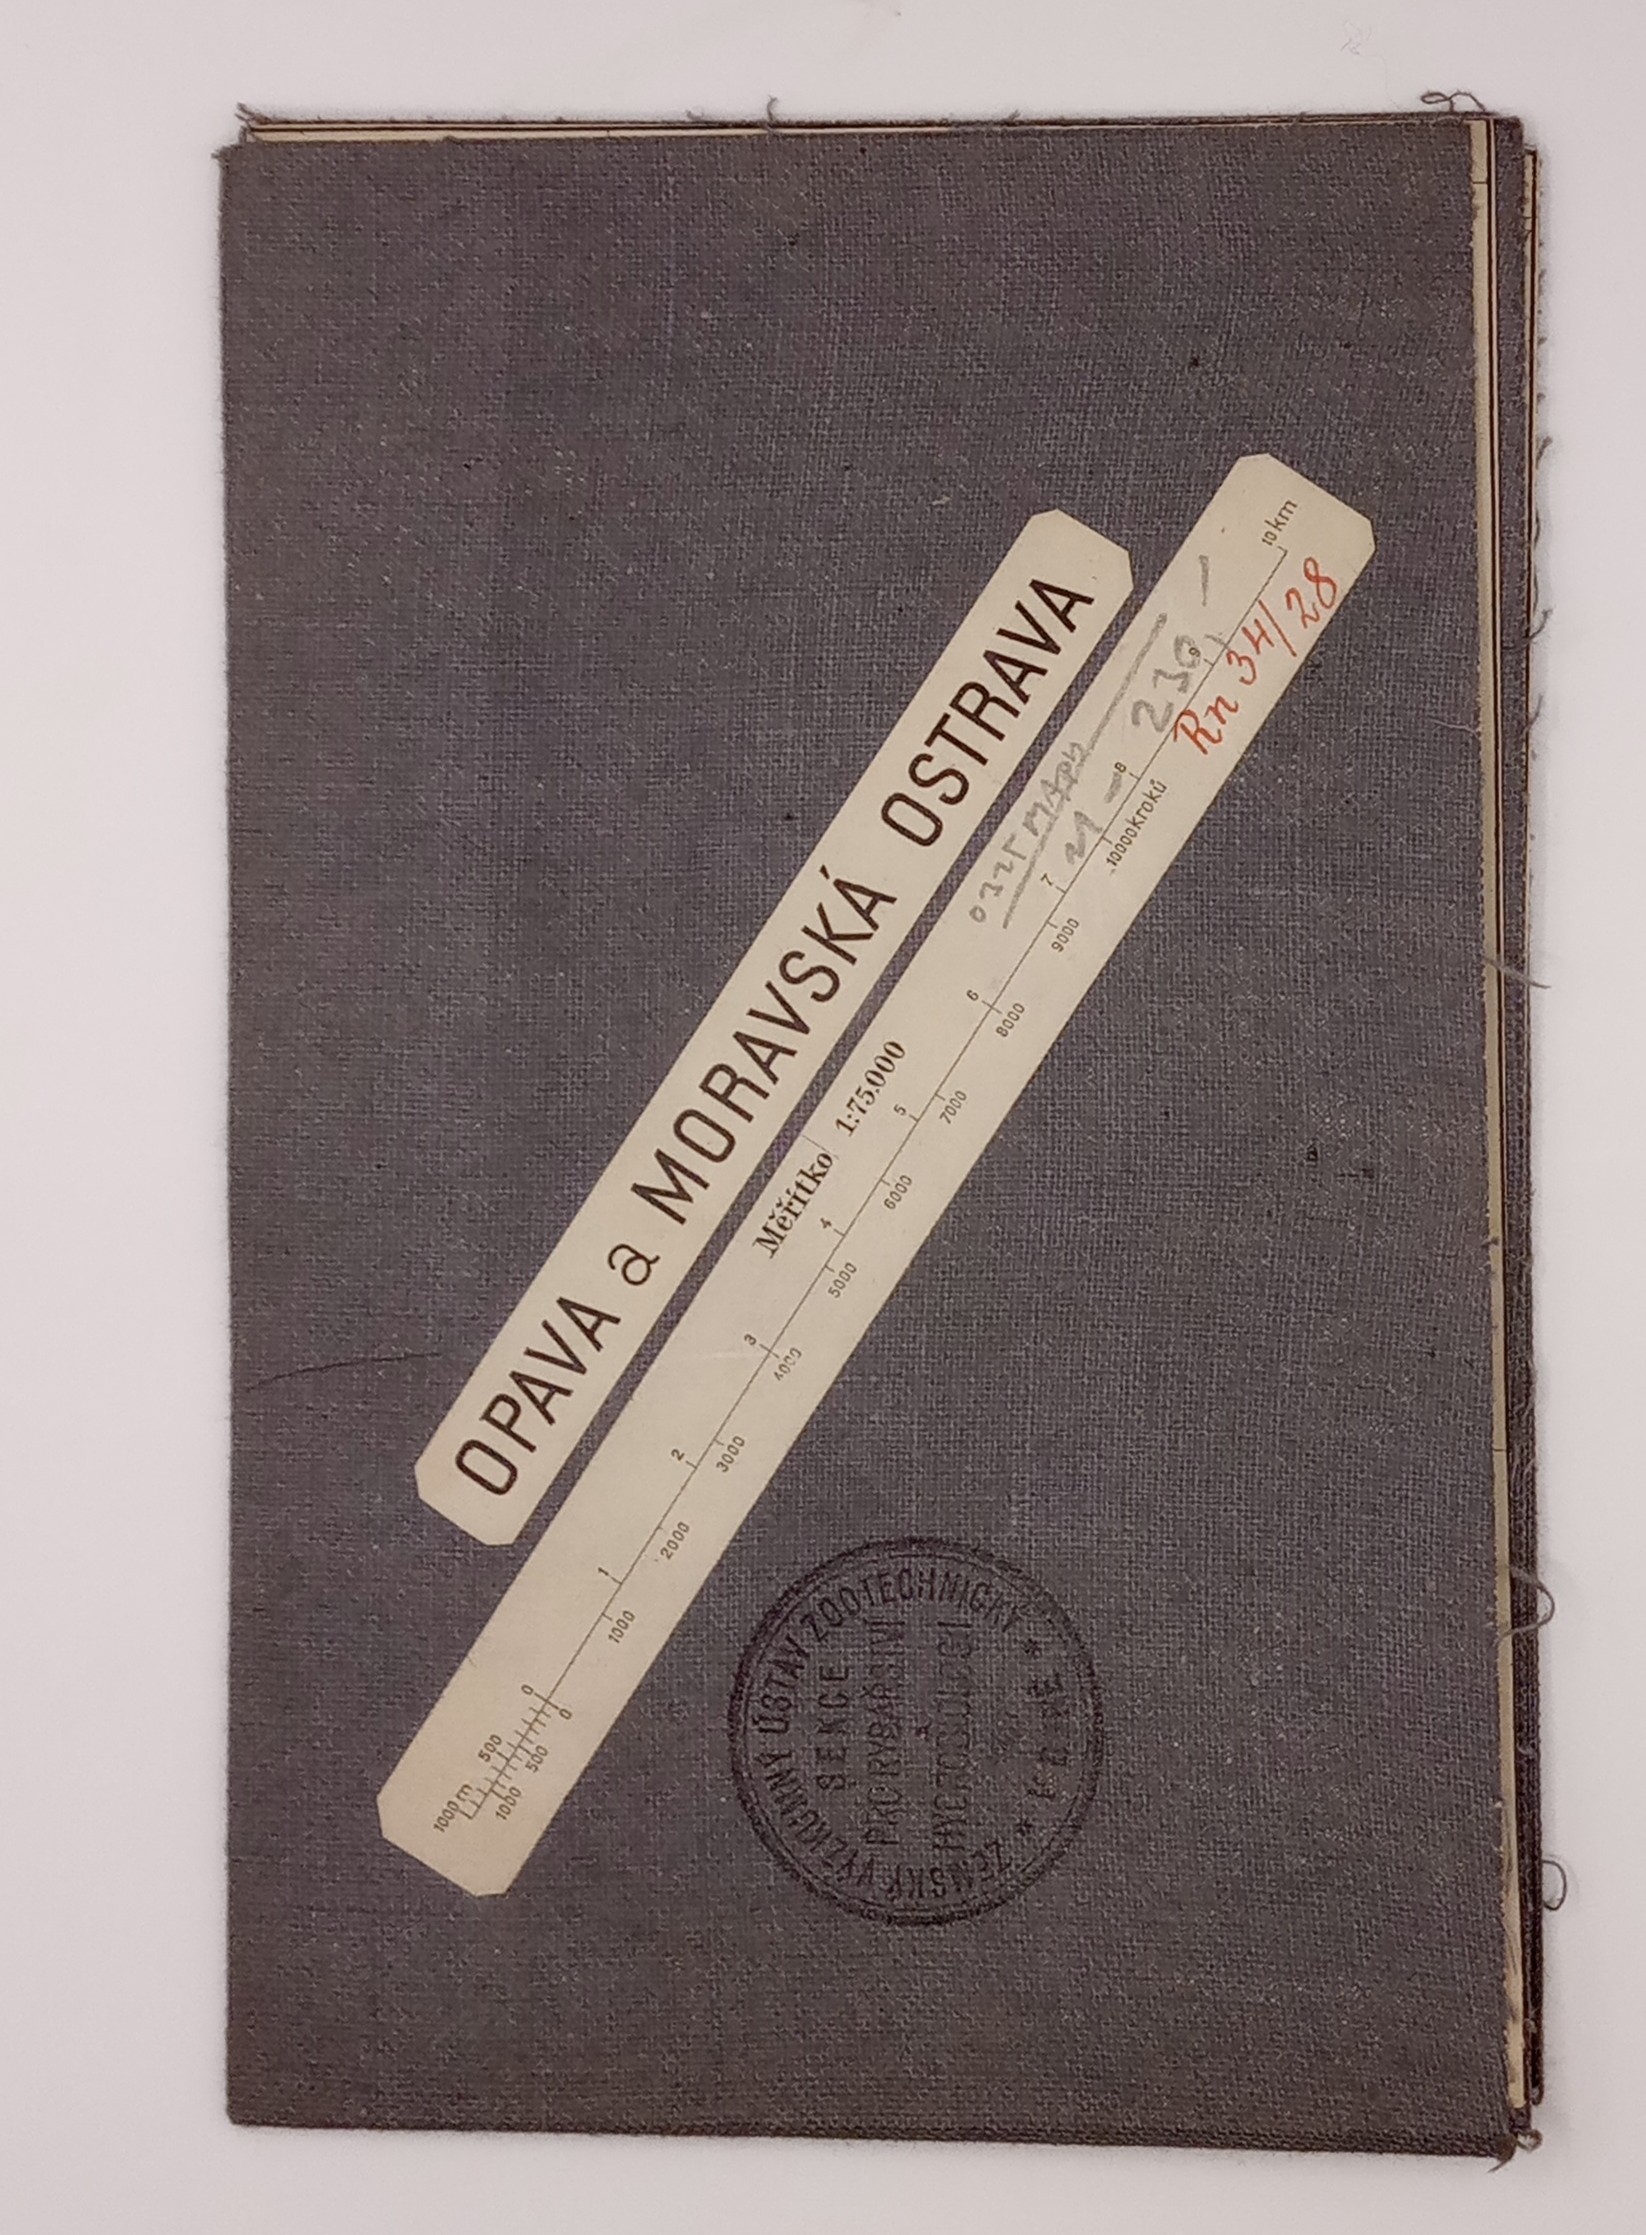 OPAVA a MORAVSKÁ OSTRAVA
Měřítko 1:75.000
1000 m 500 0 1 2 3 4 5 6 7 8 9 10 km
1000 500 0 1000 2000 3000 4000 5000 6000 7000 8000 9000 10000 kroků
230
Rn 34/28
ZEMSKÝ VÝZKUMNÝ ÚSTAV ZOOTECHNICKÝ
SEKCE
PRO RYBÁŘSTVÍ
a
HYDROBIOLOGII
* *